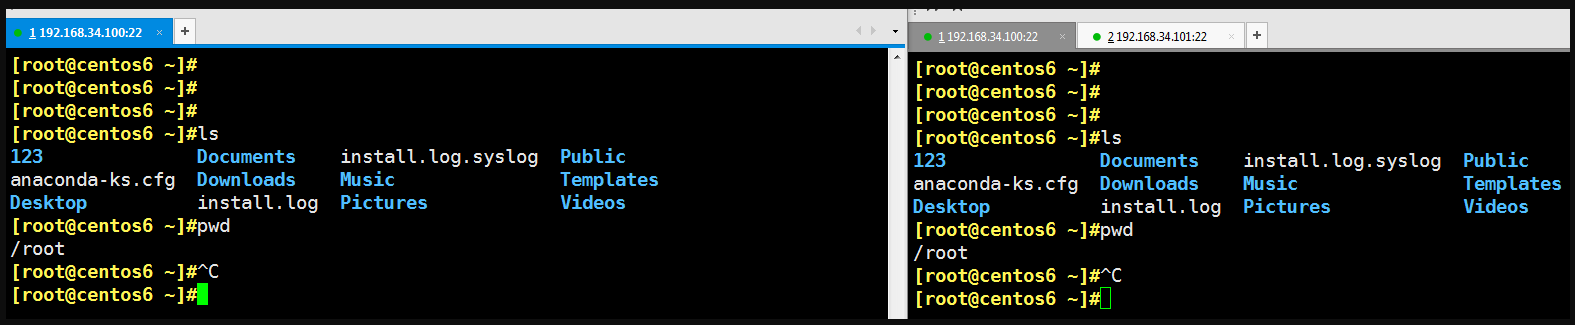 1 192.168.34.100:22 × +
[root@centos6 ~]#
[root@centos6 ~]#
[root@centos6 ~]#
[root@centos6 ~]#ls
123 Documents install.log.syslog Public
anaconda-ks.cfg Downloads Music Templates
Desktop install.log Pictures Videos
[root@centos6 ~]#pwd
/root
[root@centos6 ~]#^C
[root@centos6 ~]#
1 192.168.34.100:22 × 2 192.168.34.101:22 × +
[root@centos6 ~]#
[root@centos6 ~]#
[root@centos6 ~]#
[root@centos6 ~]#ls
123 Documents install.log.syslog Public
anaconda-ks.cfg Downloads Music Templates
Desktop install.log Pictures Videos
[root@centos6 ~]#pwd
/root
[root@centos6 ~]#^C
[root@centos6 ~]#